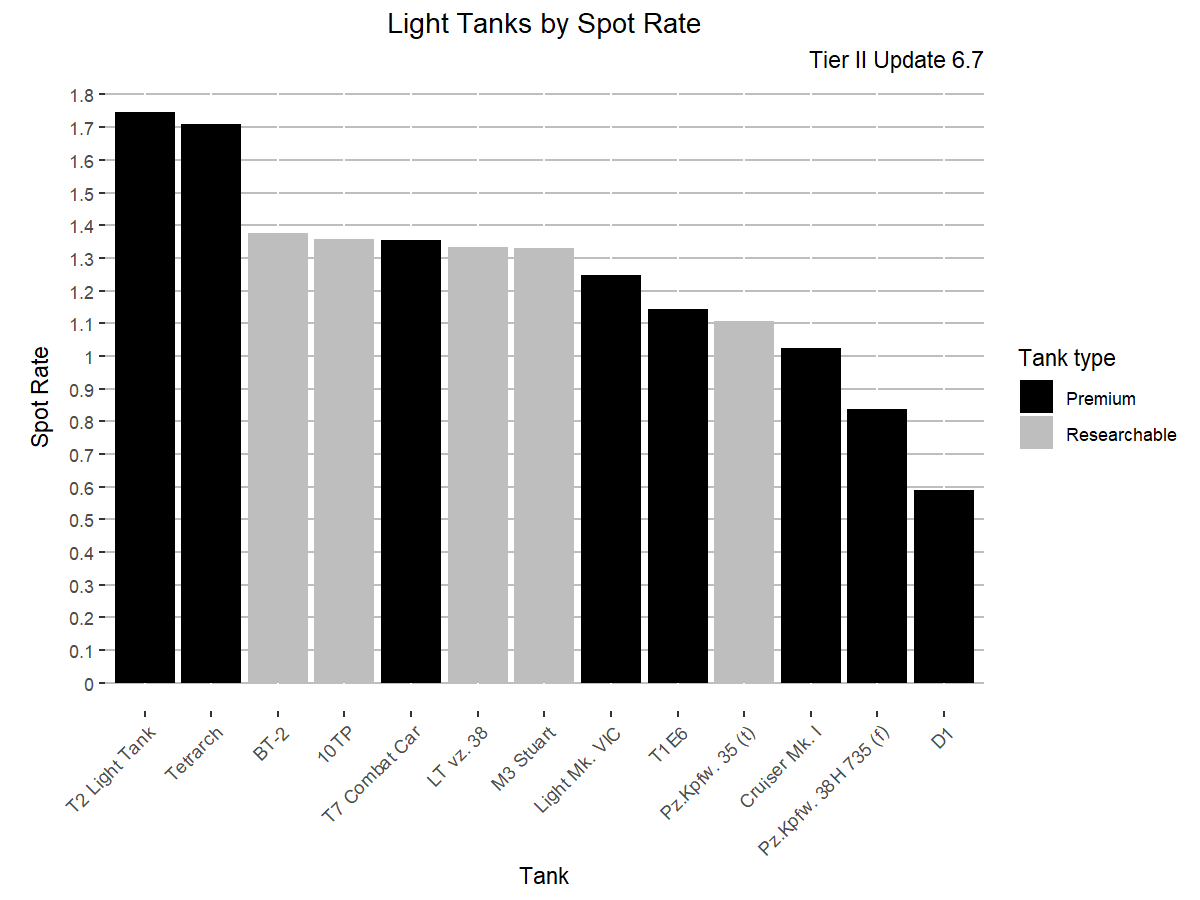 Light Tanks by Spot Rate
Tier II Update 6.7
Spot Rate
1.8
1.7
1.6
1.5
1.4
1.3
1.2
1.1
1
0.9
0.8
0.7
0.6
0.5
0.4
0.3
0.2
0.1
0
T2 Light Tank
Tetrarch
BT-2
10TP
T7 Combat Car
LT vz. 38
M3 Stuart
Light Mk. VIC
T1E6
Pz.Kpfw. 35 (t)
Cruiser Mk. I
Pz.Kpfw. 38H 735 (f)
D1
Tank
Tank type
Premium
Researchable